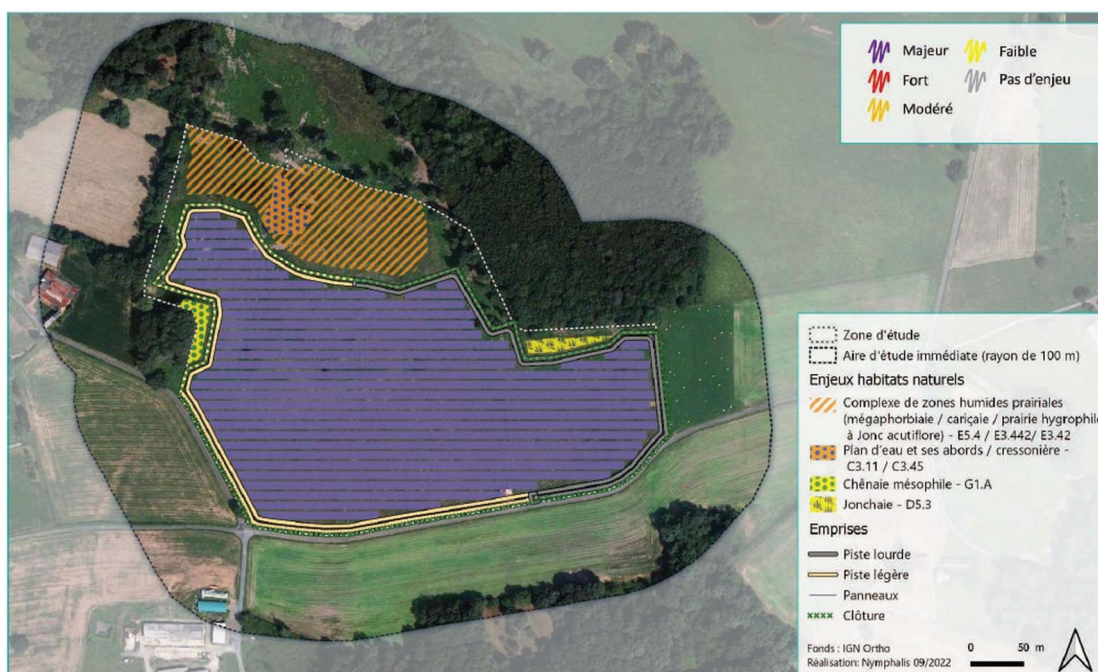 Majeur
Faible
Fort
Pas d'enjeu
Modéré
Zone d'étude
Aire d'étude immédiate (rayon de 100 m)
Enjeux habitats naturels
Complexe de zones humides prairiales
(mégaphorbiaie / cariçaie / prairie hygrophile
à Jonc acutiflore) - E5.4 / E3.442/ E3.42
Plan d'eau et ses abords / cressonière -
C3.11 / C3.45
Chênaie mésophile - G1.A
Jonchaie - D5.3
Emprises
Piste lourde
Piste légère
Panneaux
Clôture
Fonds : IGN Ortho
Réalisation: Nymphalis 09/2022
0 50 m